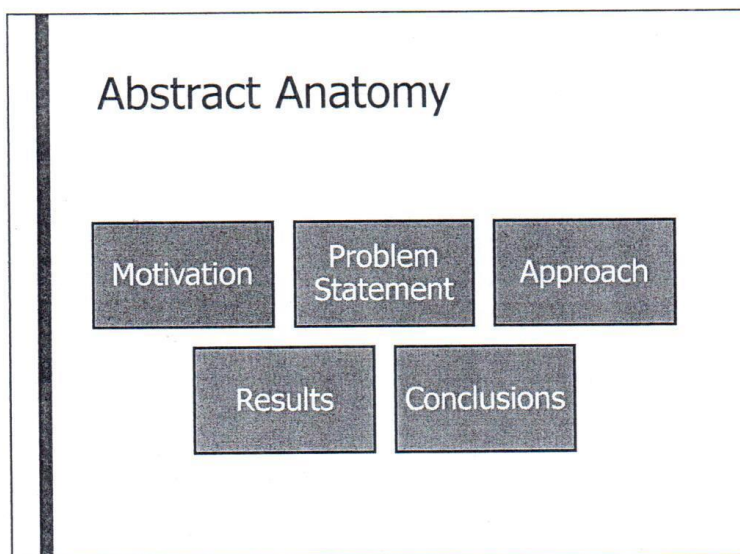 Abstract Anatomy
Motivation
Problem
Statement
Approach
Results
Conclusions